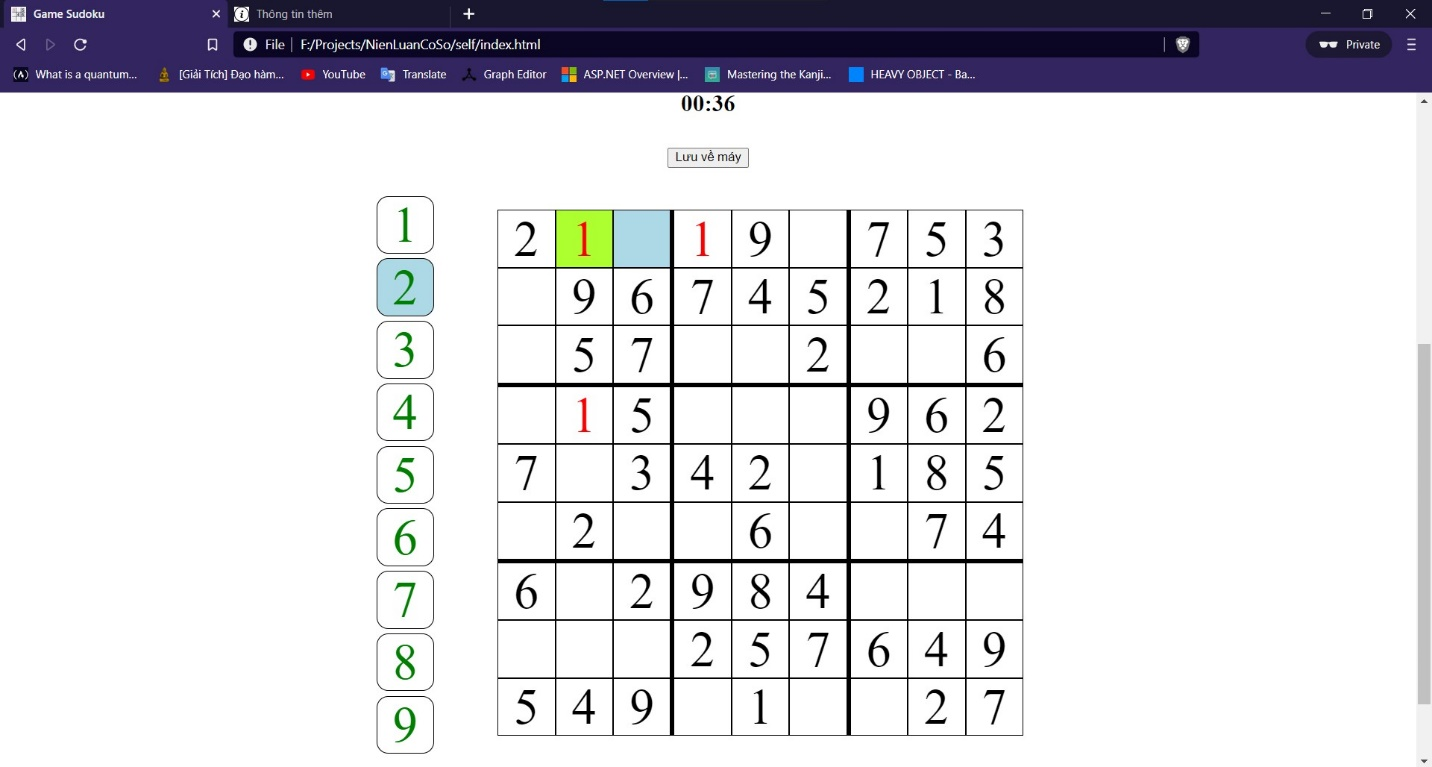 Game Sudoku
Thông tin thêm
File F:/Projects/NienLuanCoSo/self/index.html
Private
What is a quantum... [Giải Tích] Đạo hàm... YouTube Translate Graph Editor ASP.NET Overview |... Mastering the Kanji... HEAVY OBJECT - Ba...
00:36
Lưu về máy
1
2
3
4
5
6
7
8
9
2 1 1 9 7 5 3
9 6 7 4 5 2 1 8
5 7 2 6
1 5 9 6 2
7 3 4 2 1 8 5
2 6 7 4
6 2 9 8 4
2 5 7 6 4 9
5 4 9 1 2 7